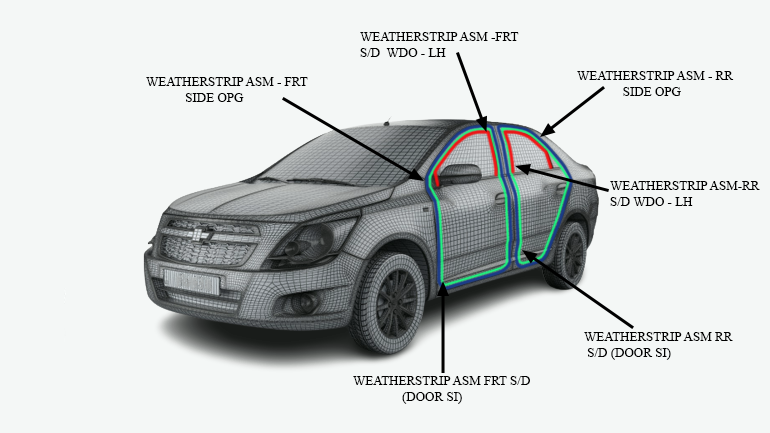 WEATHERSTRIP ASM -FRT
S/D WDO - LH
WEATHERSTRIP ASM - FRT
SIDE OPG
WEATHERSTRIP ASM - RR
SIDE OPG
WEATHERSTRIP ASM-RR
S/D WDO - LH
WEATHERSTRIP ASM RR
S/D (DOOR SI)
WEATHERSTRIP ASM FRT S/D
(DOOR SI)